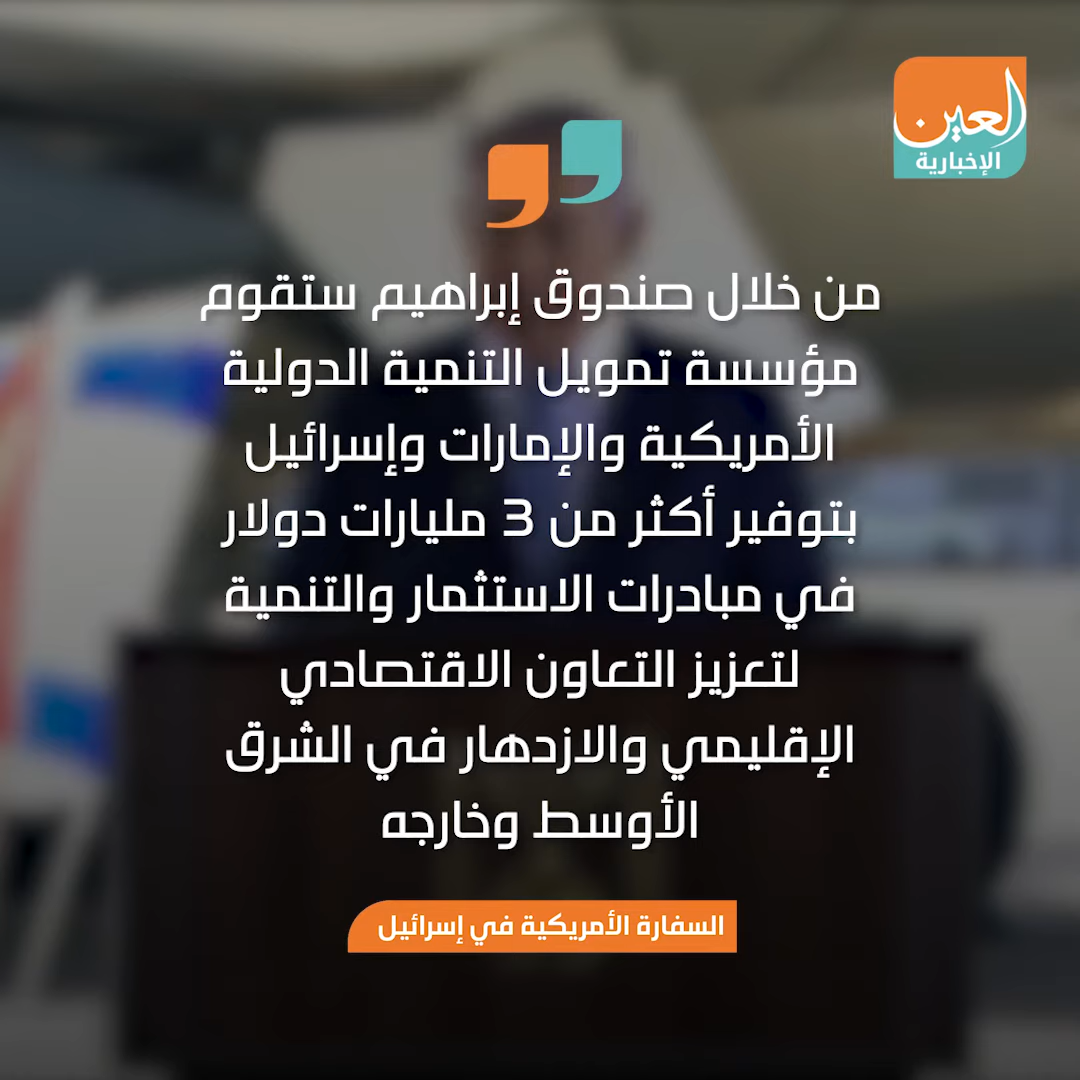 العين
الإخبارية
من خلال صندوق إبراهيم ستقوم
مؤسسة تمويل التنمية الدولية
الأمريكية والإمارات وإسرائيل
بتوفير أكثر من 3 مليارات دولار
في مبادرات الاستثمار والتنمية
لتعزيز التعاون الاقتصادي
الإقليمي والازدهار في الشرق
الأوسط وخارجه
السفارة الأمريكية في إسرائيل